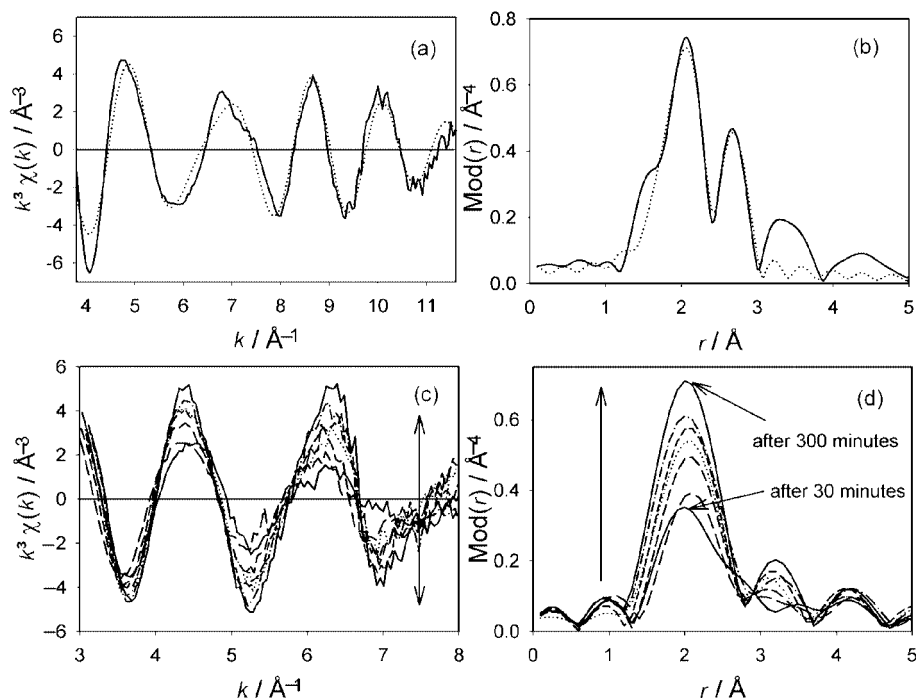 (a)
k³ χ(k) / Å⁻³
6
4
2
0
–2
–4
–6
4 5 6 7 8 9 10 11
k / Å⁻¹
(b)
Mod(r) / Å⁻⁴
0.8
0.6
0.4
0.2
0.0
0 1 2 3 4 5
r / Å
(c)
k³ χ(k) / Å⁻³
6
4
2
0
–2
–4
–6
3 4 5 6 7 8
k / Å⁻¹
(d)
Mod(r) / Å⁻⁴
0.6
0.4
0.2
0.0
after 300 minutes
after 30 minutes
0 1 2 3 4 5
r / Å